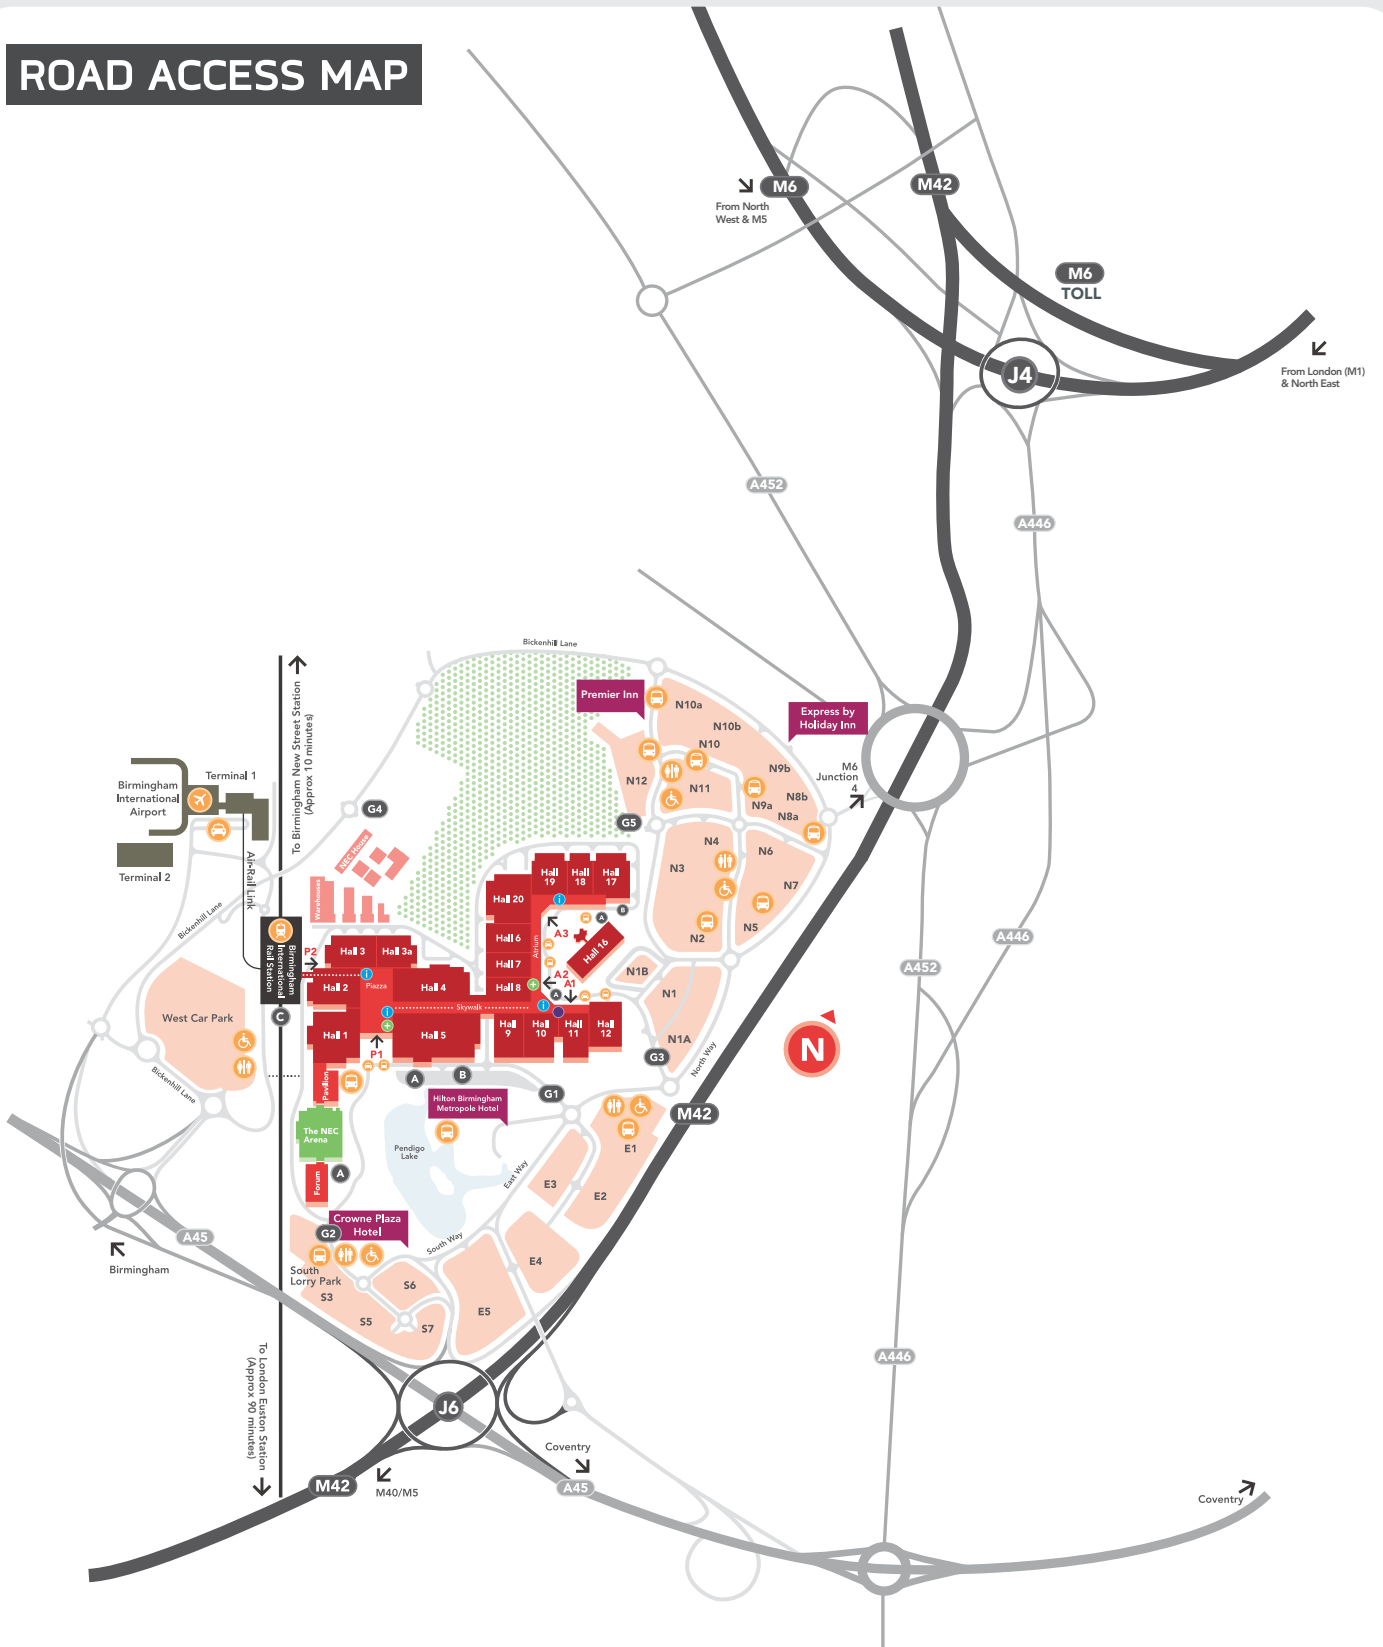 ROAD ACCESS MAP
M6
From North
West & M5
M42
M6
TOLL
J4
From London (M1)
& North East
A452
A446
Bickenhill Lane
Premier Inn
Express by
Holiday Inn
M6
Junction
4
N10a
N10b
N10
N9b
N12
N11
N8b
N9a
N8a
G5
G4
To Birmingham New Street Station
(Approx 10 minutes)
Terminal 1
Birmingham
International
Airport
Terminal 2
Air-Rail Link
Bickenhill Lane
NEC House
Warehouses
N4
N6
N3
N7
N5
N2
Hall
19
Hall
18
Hall
17
Hall 20
B
A
Hall 6
A3
Atrium
Hall 16
Hall 7
A2
A1
Hall 8
A
N1B
N1
N1A
G3
North Way
Birmingham
International
Rail Station
P2
Hall 3
Hall 3a
Hall 2
Piazza
Hall 4
Skywalk
Hall 1
Hall 5
Hall
9
Hall
10
Hall
11
Hall
12
P1
C
West Car Park
Bickenhill Lane
Pavilion
A
B
G1
Hilton Birmingham
Metropole Hotel
The NEC
Arena
Forum
A
Pendigo
Lake
East Way
E1
E2
E3
E4
E5
M42
N
A446
A452
Crowne Plaza
Hotel
G2
South Way
South
Lorry Park
S3
S5
S6
S7
A45
Birmingham
To London Euston Station
(Approx 90 minutes)
J6
M42
M40/M5
Coventry
A45
A446
Coventry